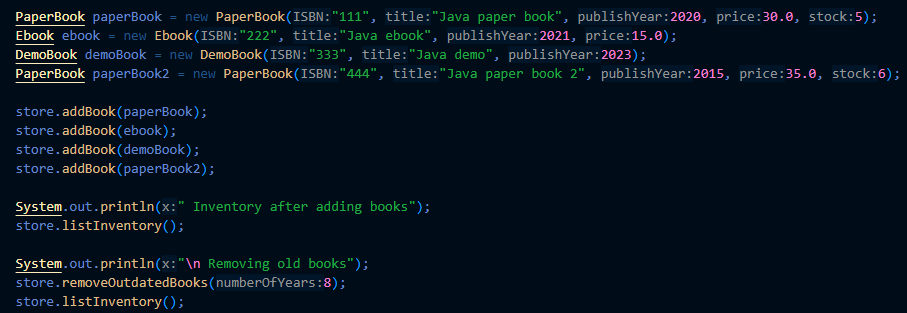 PaperBook paperBook = new PaperBook(ISBN:"111", title:"Java paper book", publishYear:2020, price:30.0, stock:5);
Ebook ebook = new Ebook(ISBN:"222", title:"Java ebook", publishYear:2021, price:15.0);
DemoBook demoBook = new DemoBook(ISBN:"333", title:"Java demo", publishYear:2023);
PaperBook paperBook2 = new PaperBook(ISBN:"444", title:"Java paper book 2", publishYear:2015, price:35.0, stock:6);
store.addBook(paperBook);
store.addBook(ebook);
store.addBook(demoBook);
store.addBook(paperBook2);
System.out.println(x:" Inventory after adding books");
store.listInventory();
System.out.println(x:"\n Removing old books");
store.removeOutdatedBooks(numberOfYears:8);
store.listInventory();